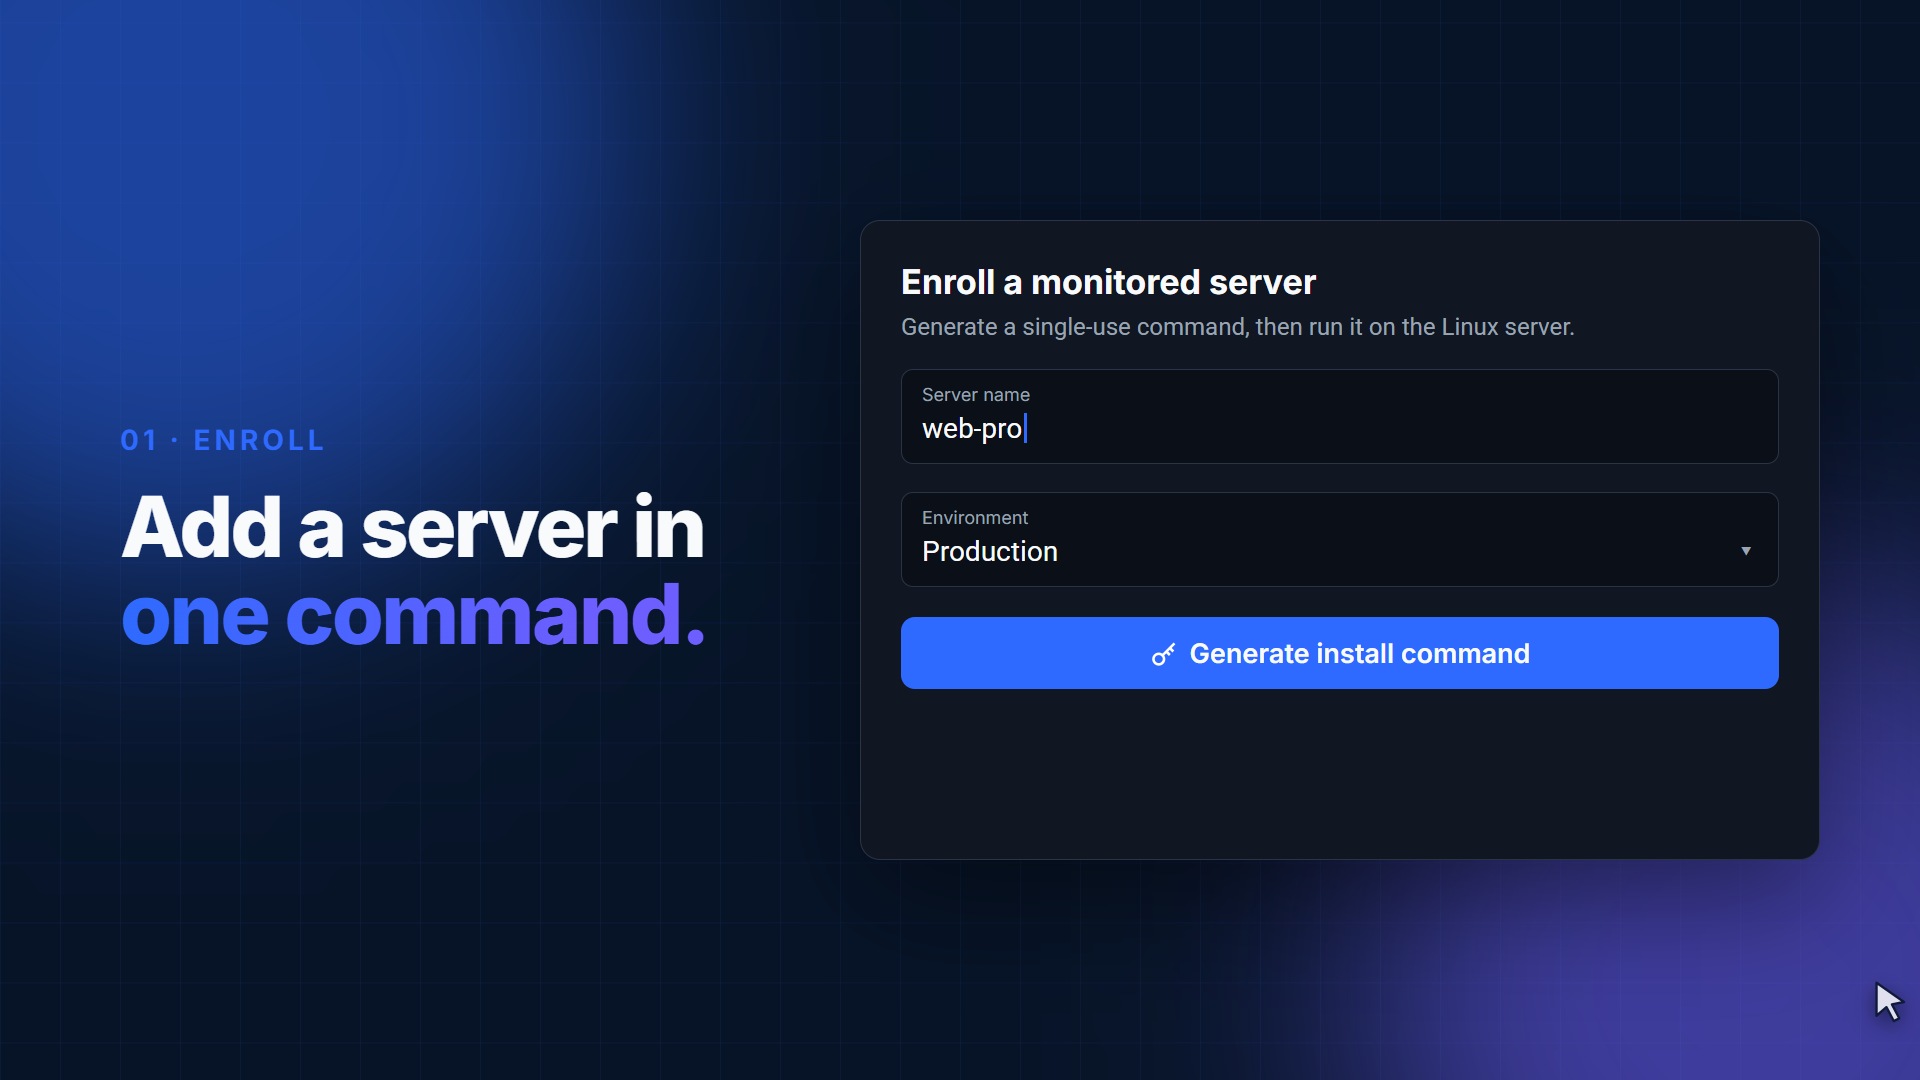 01 · ENROLL
Add a server in
one command.
Enroll a monitored server
Generate a single-use command, then run it on the Linux server.
Server name
web-pro
Environment
Production
Generate install command